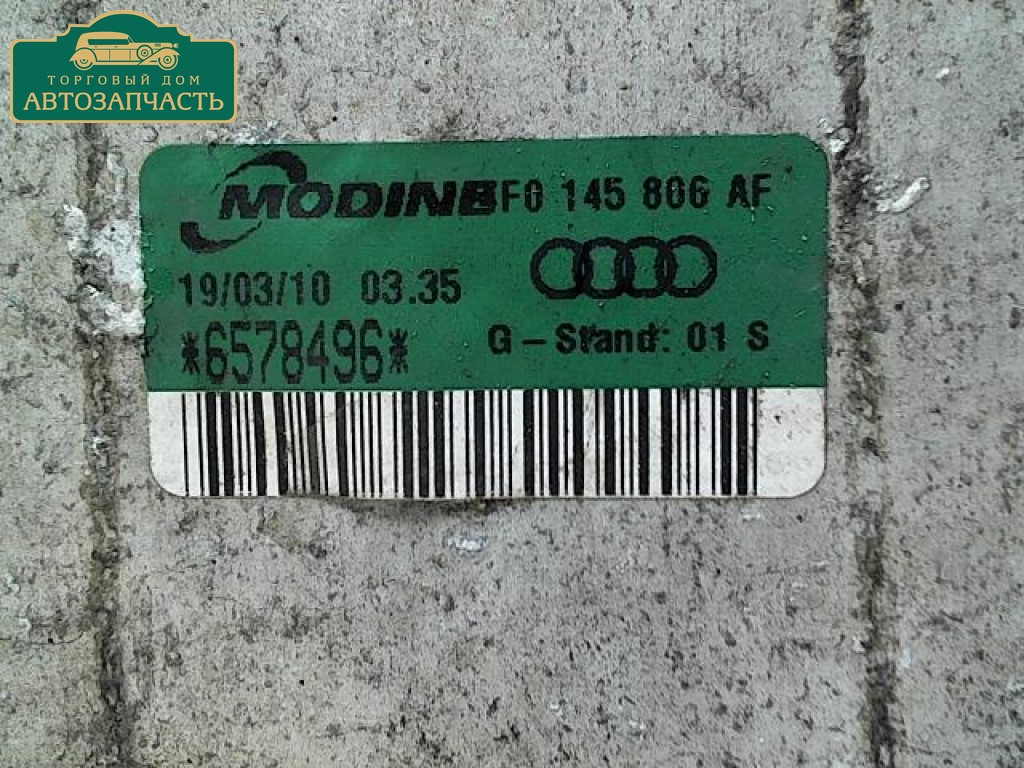 ТОРГОВЫЙ ДОМ
АВТОЗАПЧАСТЬ
MODINE F0 145 806 AF
19/03/10 03.35
*6578496*
G-Stand: 01 S